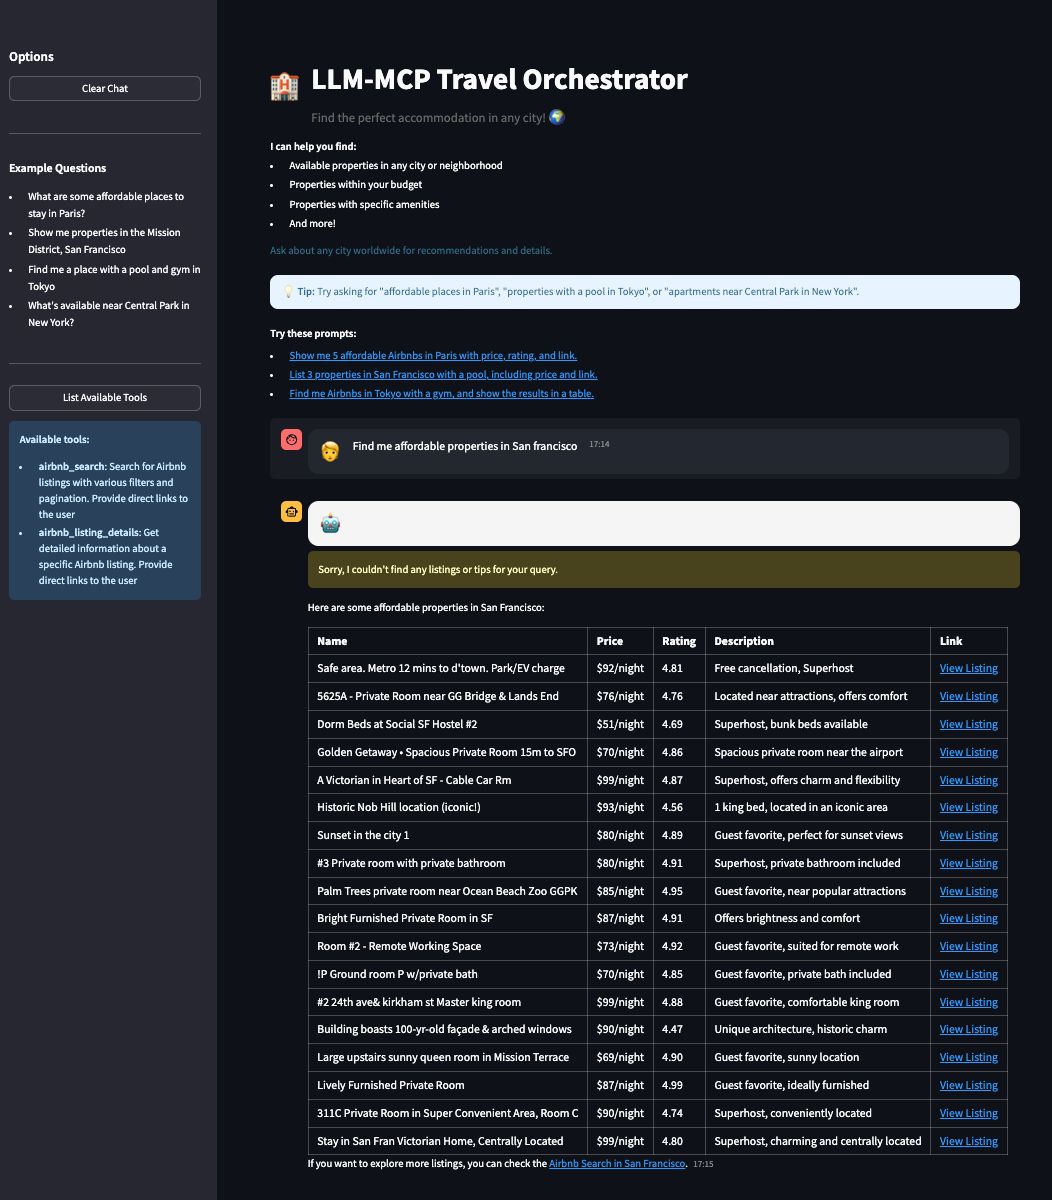 Options
Clear Chat
Example Questions
• What are some affordable places to
stay in Paris?
• Show me properties in the Mission
District, San Francisco
• Find me a place with a pool and gym in
Tokyo
• What's available near Central Park in
New York?
List Available Tools
Available tools:
• airbnb_search: Search for Airbnb
listings with various filters and
pagination. Provide direct links to
the user
• airbnb_listing_details: Get
detailed information about a
specific Airbnb listing. Provide
direct links to the user
LLM-MCP Travel Orchestrator
Find the perfect accommodation in any city! 🌍
I can help you find:
• Available properties in any city or neighborhood
• Properties within your budget
• Properties with specific amenities
• And more!
Ask about any city worldwide for recommendations and details.
💡 Tip: Try asking for "affordable places in Paris", "properties with a pool in Tokyo", or "apartments near Central Park in New York".
Try these prompts:
• Show me 5 affordable Airbnbs in Paris with price, rating, and link.
• List 3 properties in San Francisco with a pool, including price and link.
• Find me Airbnbs in Tokyo with a gym, and show the results in a table.
Find me affordable properties in San francisco 17:14
Sorry, I couldn't find any listings or tips for your query.
Here are some affordable properties in San Francisco:
Name Price Rating Description Link
Safe area. Metro 12 mins to d'town. Park/EV charge $92/night 4.81 Free cancellation, Superhost View Listing
5625A - Private Room near GG Bridge & Lands End $76/night 4.76 Located near attractions, offers comfort View Listing
Dorm Beds at Social SF Hostel #2 $51/night 4.69 Superhost, bunk beds available View Listing
Golden Getaway • Spacious Private Room 15m to SFO $70/night 4.86 Spacious private room near the airport View Listing
A Victorian in Heart of SF - Cable Car Rm $99/night 4.87 Superhost, offers charm and flexibility View Listing
Historic Nob Hill location (iconic!) $93/night 4.56 1 king bed, located in an iconic area View Listing
Sunset in the city 1 $80/night 4.89 Guest favorite, perfect for sunset views View Listing
#3 Private room with private bathroom $80/night 4.91 Superhost, private bathroom included View Listing
Palm Trees private room near Ocean Beach Zoo GGPK $85/night 4.95 Guest favorite, near popular attractions View Listing
Bright Furnished Private Room in SF $87/night 4.91 Offers brightness and comfort View Listing
Room #2 - Remote Working Space $73/night 4.92 Guest favorite, suited for remote work View Listing
!P Ground room P w/private bath $70/night 4.85 Guest favorite, private bath included View Listing
#2 24th ave& kirkham st Master king room $99/night 4.88 Guest favorite, comfortable king room View Listing
Building boasts 100-yr-old façade & arched windows $90/night 4.47 Unique architecture, historic charm View Listing
Large upstairs sunny queen room in Mission Terrace $69/night 4.90 Guest favorite, sunny location View Listing
Lively Furnished Private Room $87/night 4.99 Guest favorite, ideally furnished View Listing
311C Private Room in Super Convenient Area, Room C $90/night 4.74 Superhost, conveniently located View Listing
Stay in San Fran Victorian Home, Centrally Located $99/night 4.80 Superhost, charming and centrally located View Listing
If you want to explore more listings, you can check the Airbnb Search in San Francisco. 17:15